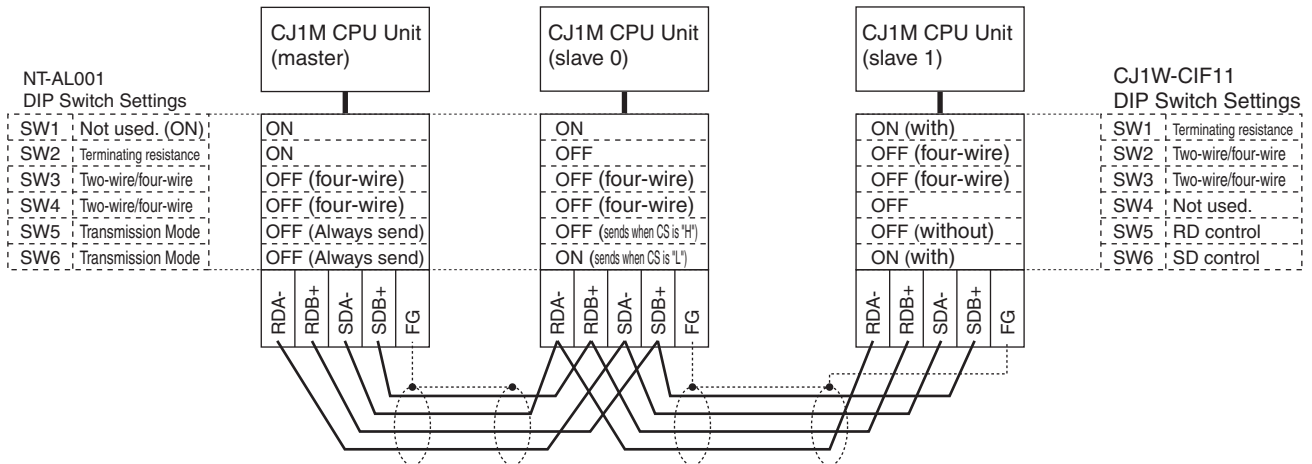 CJ1M CPU Unit
(master)
CJ1M CPU Unit
(slave 0)
CJ1M CPU Unit
(slave 1)
NT-AL001
DIP Switch Settings
SW1 Not used. (ON)
SW2 Terminating resistance
SW3 Two-wire/four-wire
SW4 Two-wire/four-wire
SW5 Transmission Mode
SW6 Transmission Mode
ON
ON
OFF (four-wire)
OFF (four-wire)
OFF (Always send)
OFF (Always send)
RDA- RDB+ SDA- SDB+ FG
ON
OFF
OFF (four-wire)
OFF (four-wire)
OFF (sends when CS is "H")
ON (sends when CS is "L")
RDA- RDB+ SDA- SDB+ FG
ON (with)
OFF (four-wire)
OFF (four-wire)
OFF
OFF (without)
ON (with)
RDA- RDB+ SDA- SDB+ FG
CJ1W-CIF11
DIP Switch Settings
SW1 Terminating resistance
SW2 Two-wire/four-wire
SW3 Two-wire/four-wire
SW4 Not used.
SW5 RD control
SW6 SD control